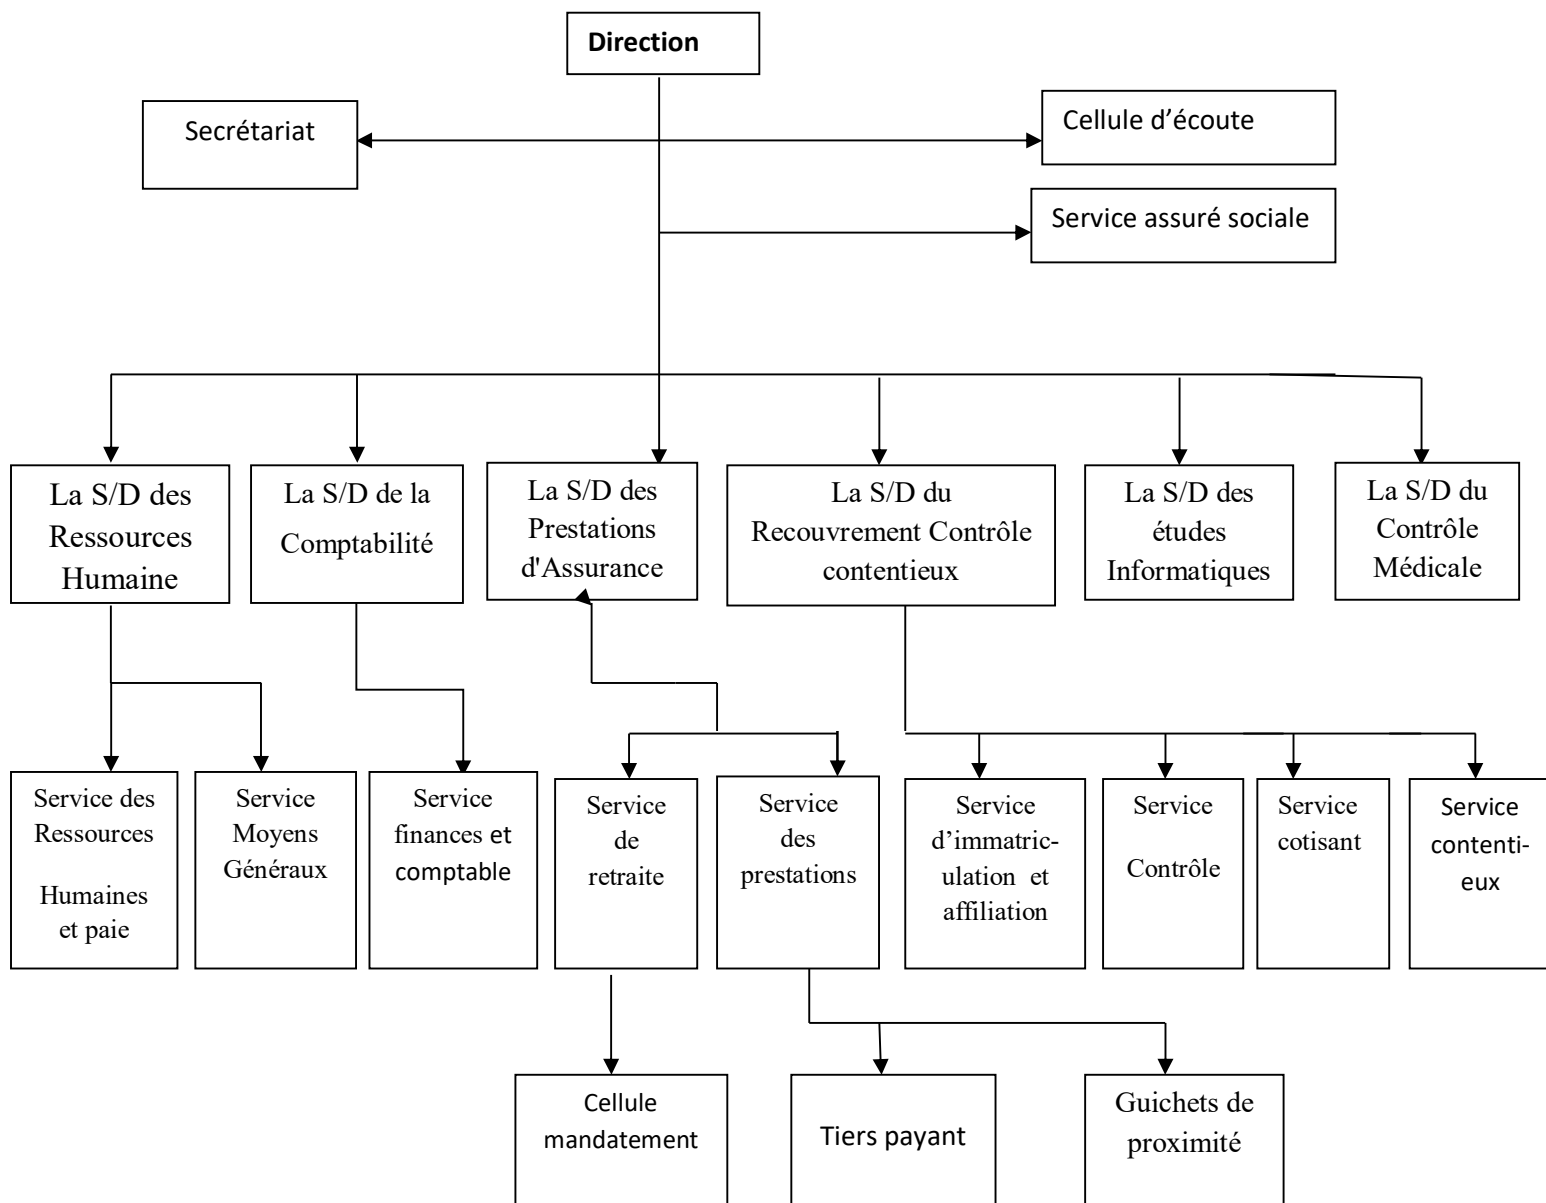 Direction
Secrétariat
Cellule d’écoute
Service assuré sociale
La S/D des
Ressources
Humaine
La S/D de la
Comptabilité
La S/D des
Prestations
d'Assurance
La S/D du
Recouvrement Contrôle
contentieux
La S/D des
études
Informatiques
La S/D du
Contrôle
Médicale
Service des
Ressources
Humaines
et paie
Service
Moyens
Généraux
Service
finances et
comptable
Service
de
retraite
Service
des
prestations
Service
d’immatric-
ulation et
affiliation
Service
Contrôle
Service
cotisant
Service
contenti-
eux
Cellule
mandatement
Tiers payant
Guichets de
proximité